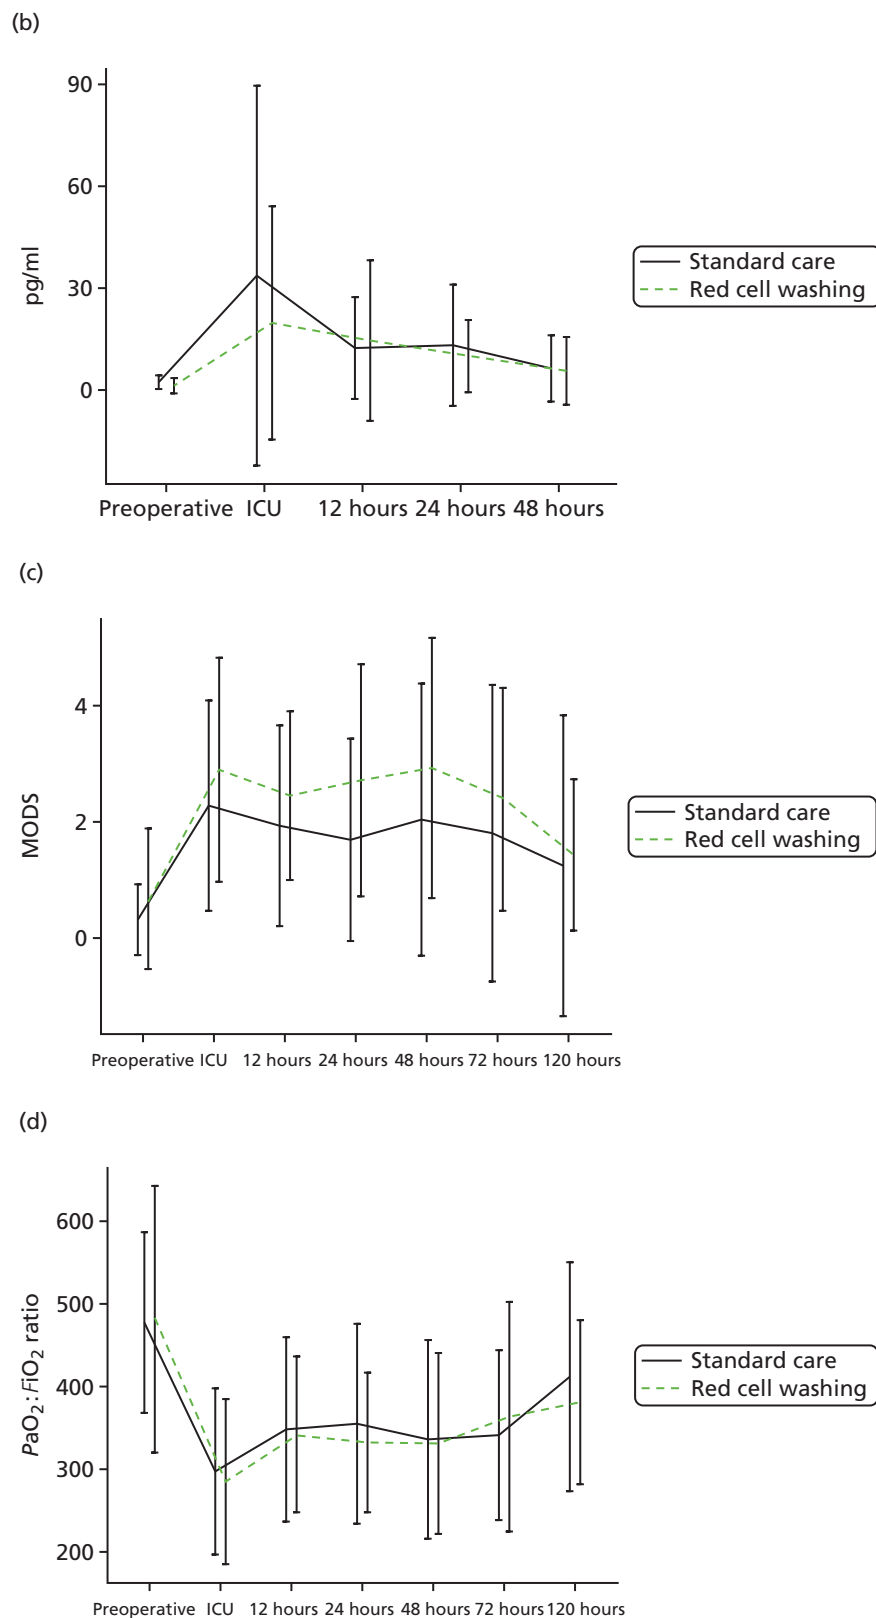 (b)
90
60
30
0
pg/ml
Preoperative ICU 12 hours 24 hours 48 hours
Standard care
Red cell washing
(c)
4
2
0
MODS
Preoperative ICU 12 hours 24 hours 48 hours 72 hours 120 hours
Standard care
Red cell washing
(d)
600
500
400
300
200
PaO₂:FiO₂ ratio
Preoperative ICU 12 hours 24 hours 48 hours 72 hours 120 hours
Standard care
Red cell washing